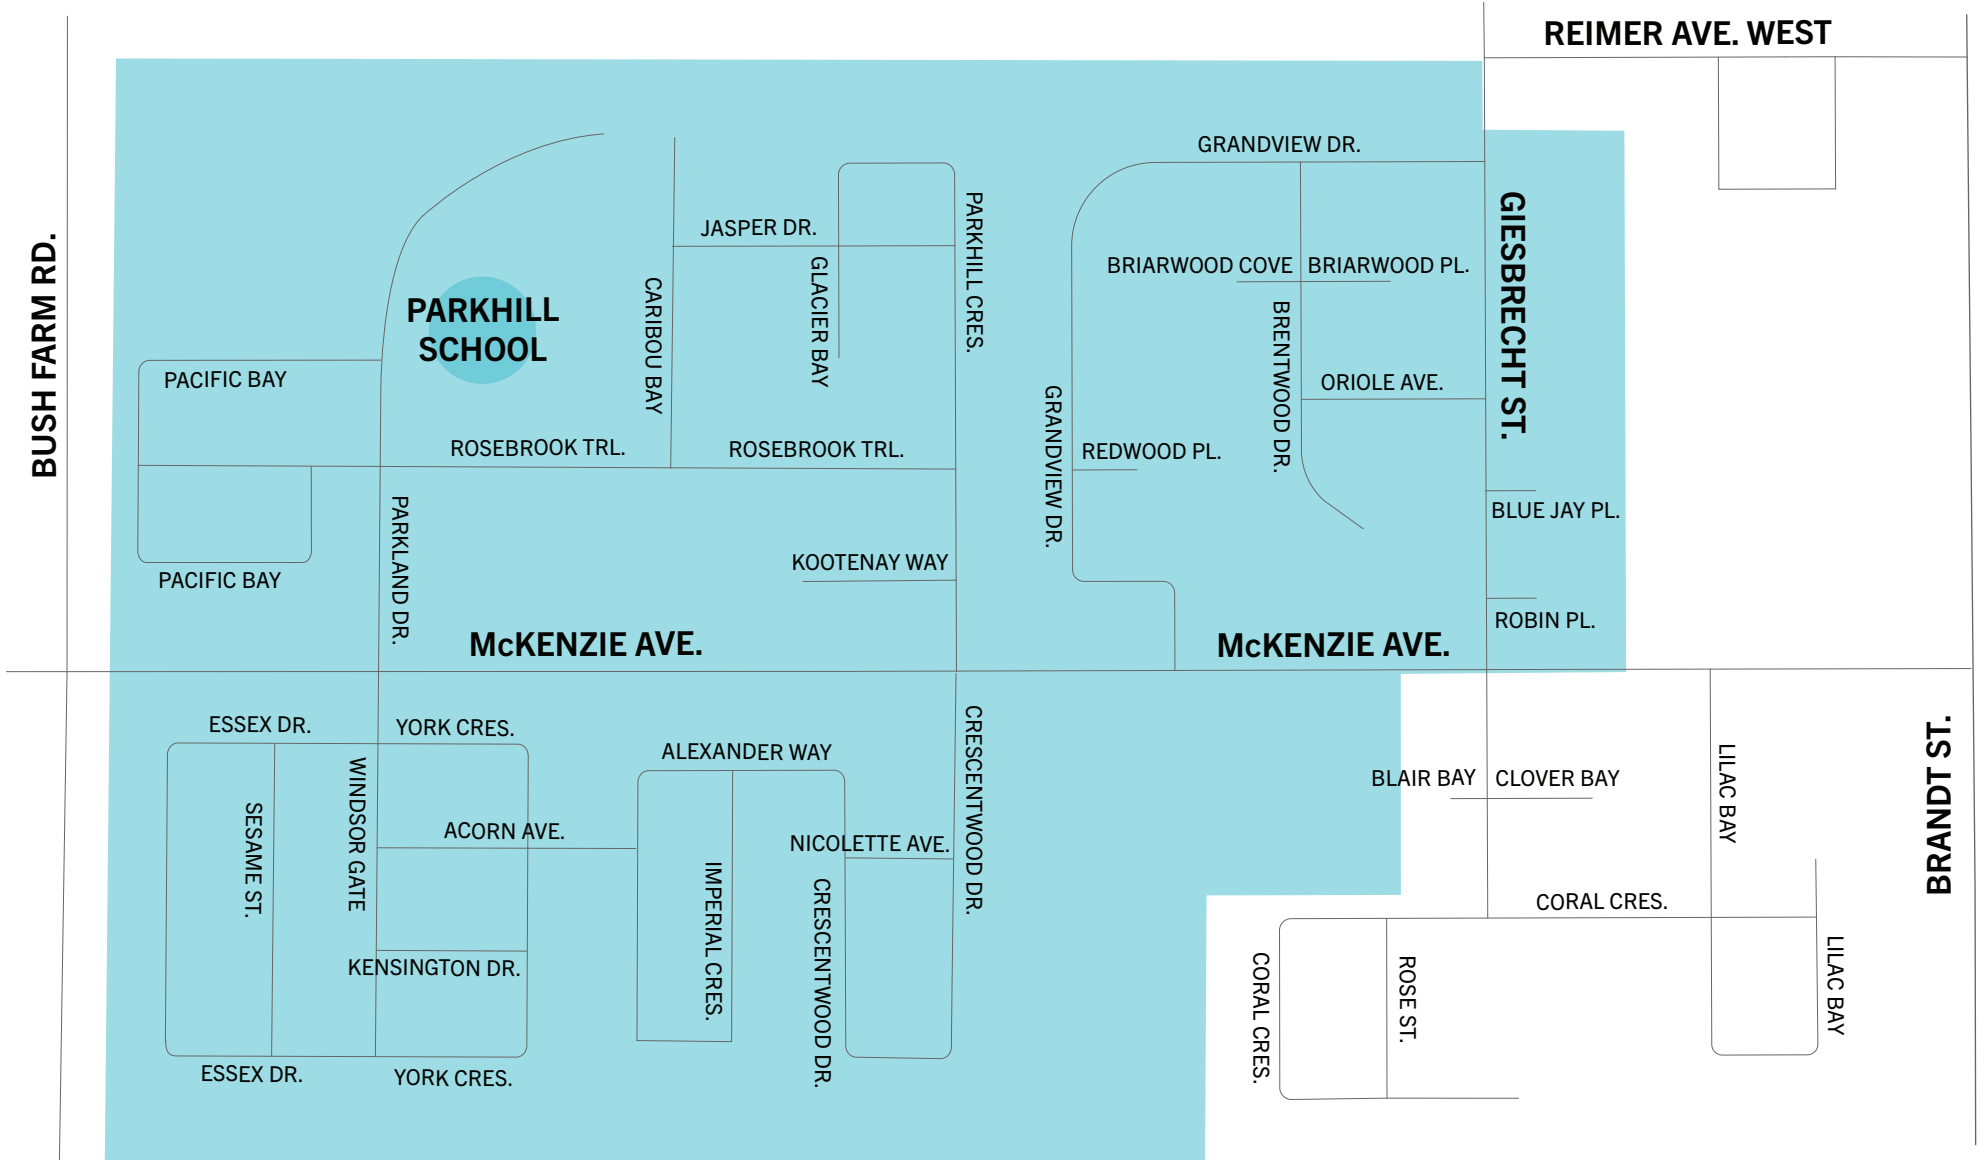 REIMER AVE. WEST
GRANDVIEW DR.
BUSH FARM RD.
JASPER DR.
PARKHILL CRES.
GIESBRECHT ST.
BRIARWOOD COVE
BRIARWOOD PL.
PARKHILL
SCHOOL
CARIBOU BAY
GLACIER BAY
BRENTWOOD DR.
PACIFIC BAY
ORIOLE AVE.
GRANDVIEW DR.
ROSEBROOK TRL.
ROSEBROOK TRL.
REDWOOD PL.
PARKLAND DR.
BLUE JAY PL.
KOOTENAY WAY
PACIFIC BAY
ROBIN PL.
McKENZIE AVE.
McKENZIE AVE.
ESSEX DR.
YORK CRES.
CRESCENTWOOD DR.
ALEXANDER WAY
BRANDT ST.
LILAC BAY
WINDSOR GATE
BLAIR BAY
CLOVER BAY
SESAME ST.
ACORN AVE.
NICOLETTE AVE.
IMPERIAL CRES.
CRESCENTWOOD DR.
CORAL CRES.
KENSINGTON DR.
CORAL CRES.
ROSE ST.
LILAC BAY
ESSEX DR.
YORK CRES.